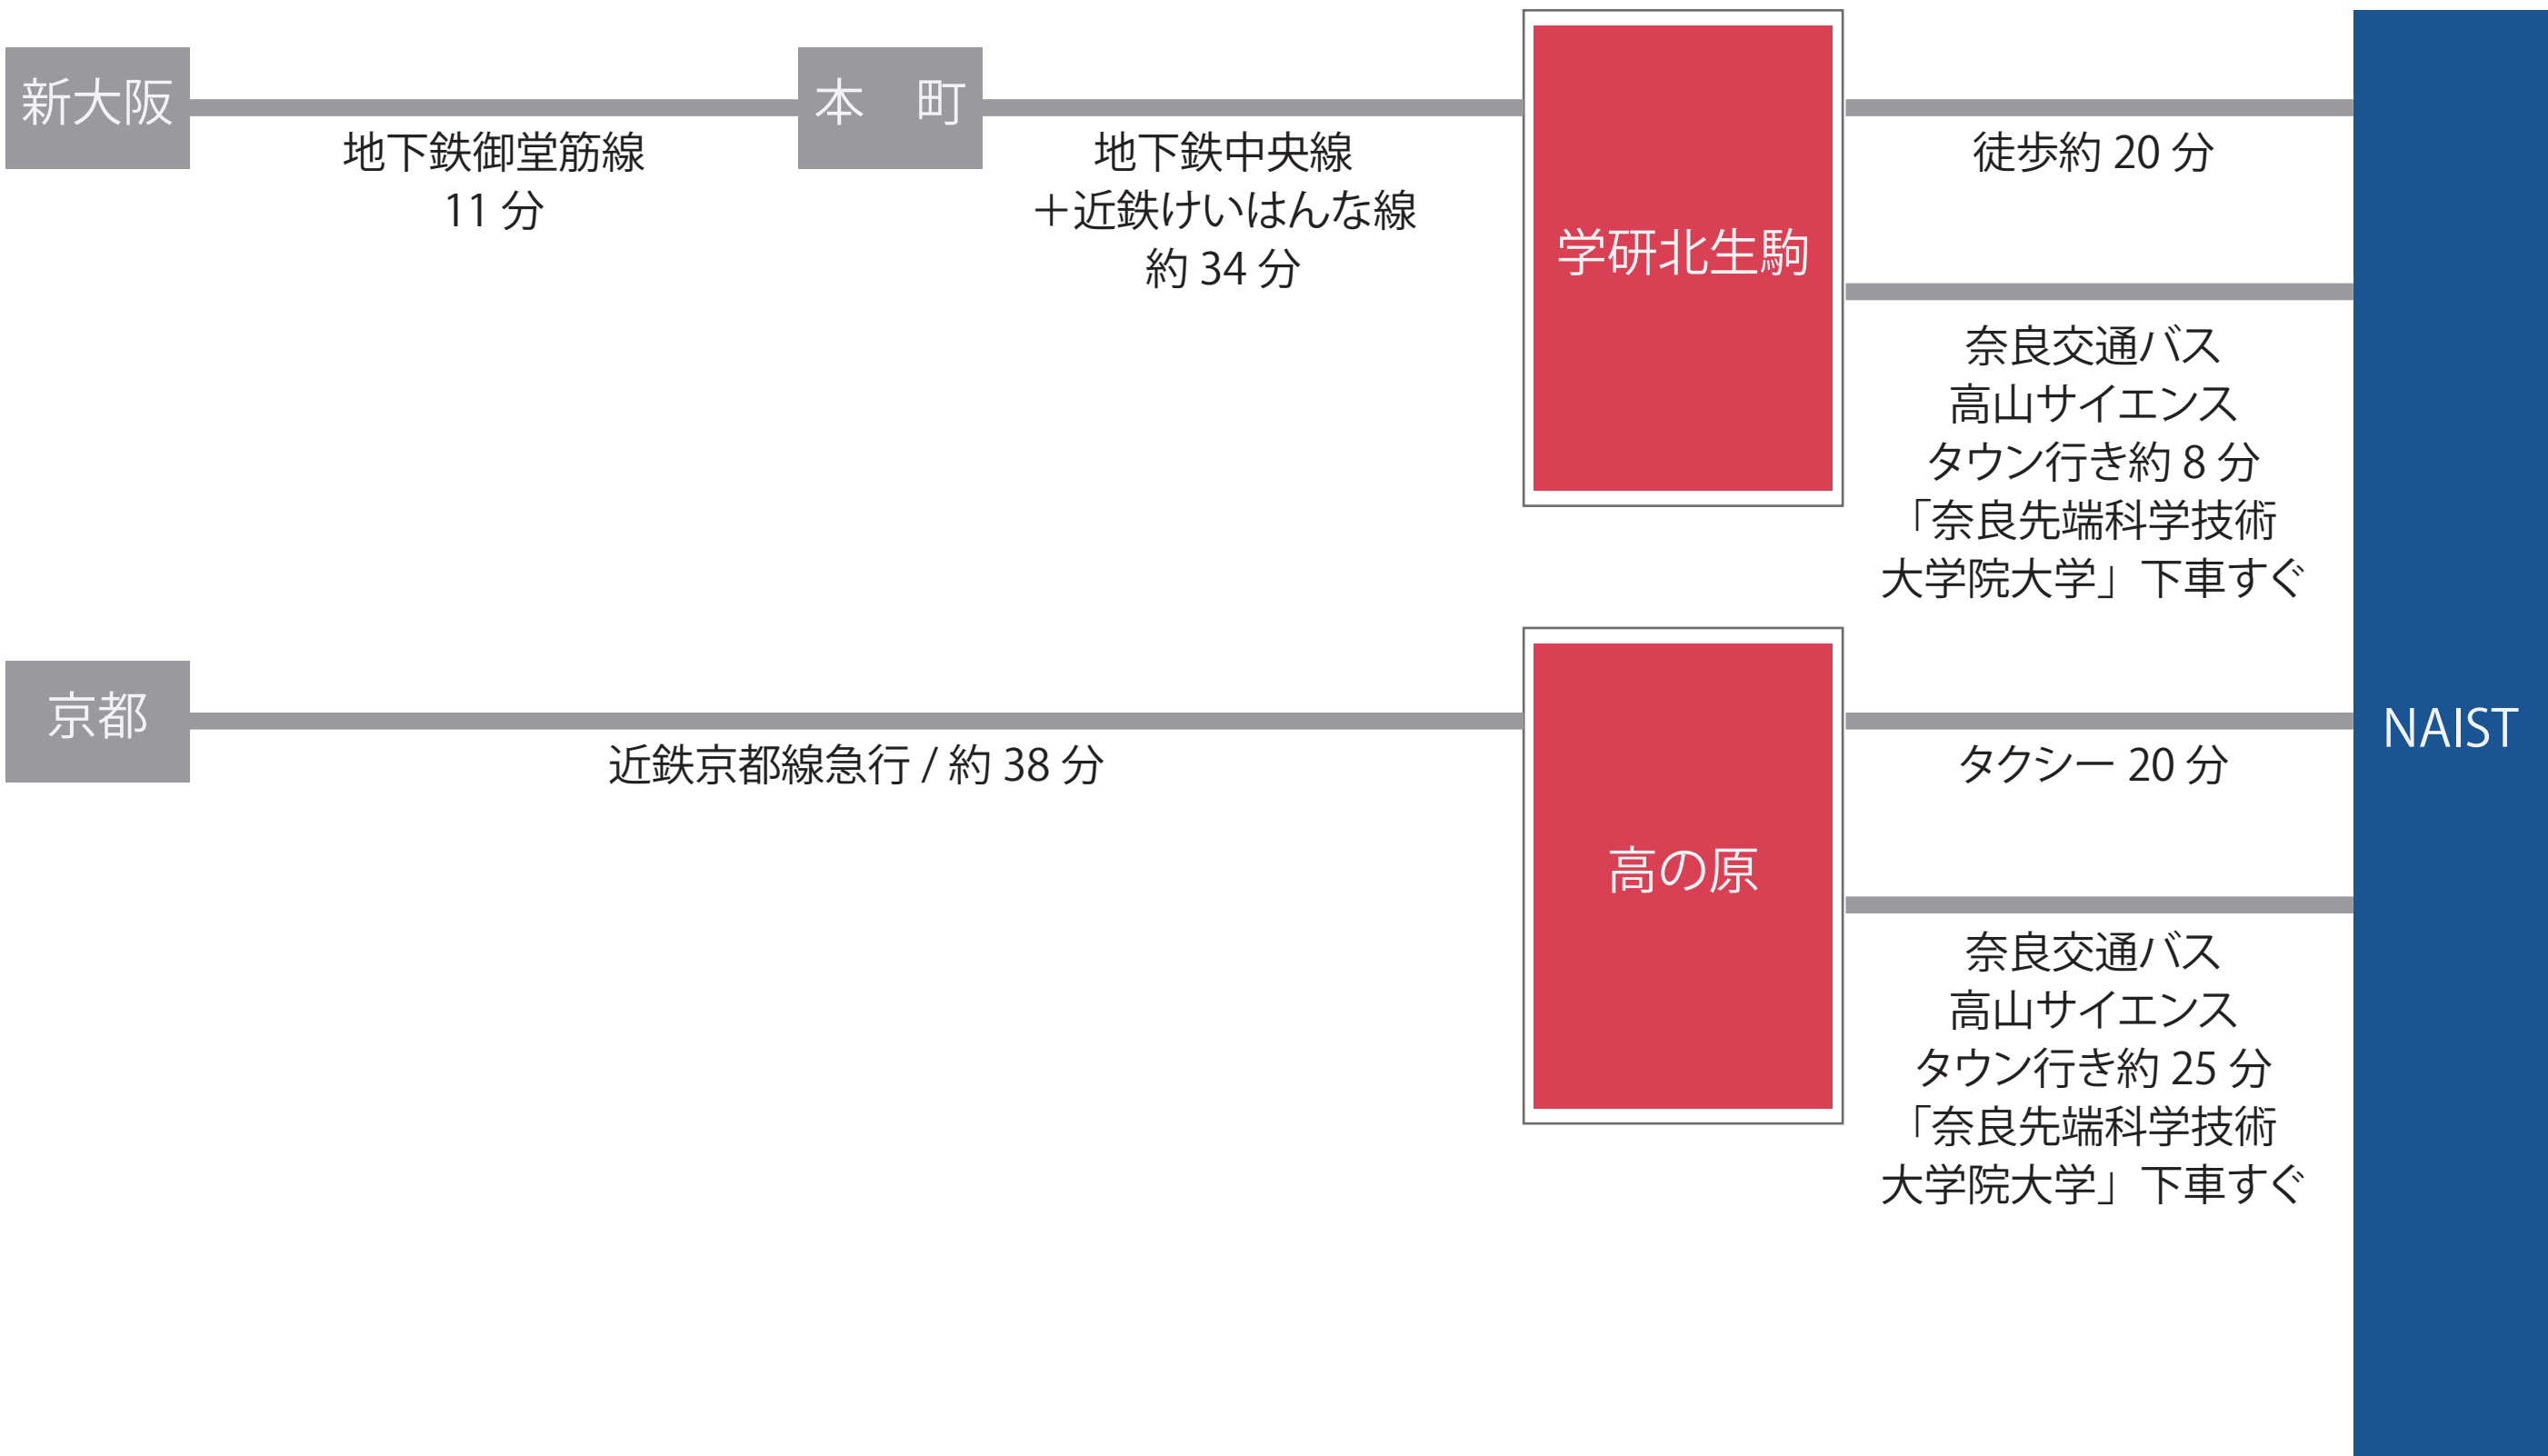 新大阪
地下鉄御堂筋線
11 分
本　町
地下鉄中央線
＋近鉄けいはんな線
約 34 分
学研北生駒
徒歩約 20 分
奈良交通バス
高山サイエンス
タウン行き約 8 分
「奈良先端科学技術
大学院大学」下車すぐ
京都
近鉄京都線急行 / 約 38 分
高の原
タクシー 20 分
奈良交通バス
高山サイエンス
タウン行き約 25 分
「奈良先端科学技術
大学院大学」下車すぐ
NAIST